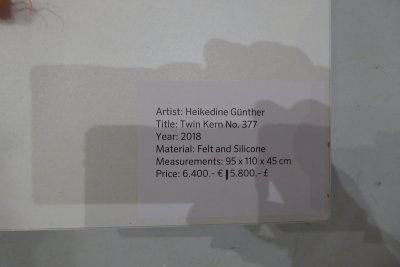 Artist: Heikedine Günther
Title: Twin Kern No. 377
Year: 2018
Material: Felt and Silicone
Measurements: 95 x 110 x 45 cm
Price: 6.400.- € | 5.800.- £